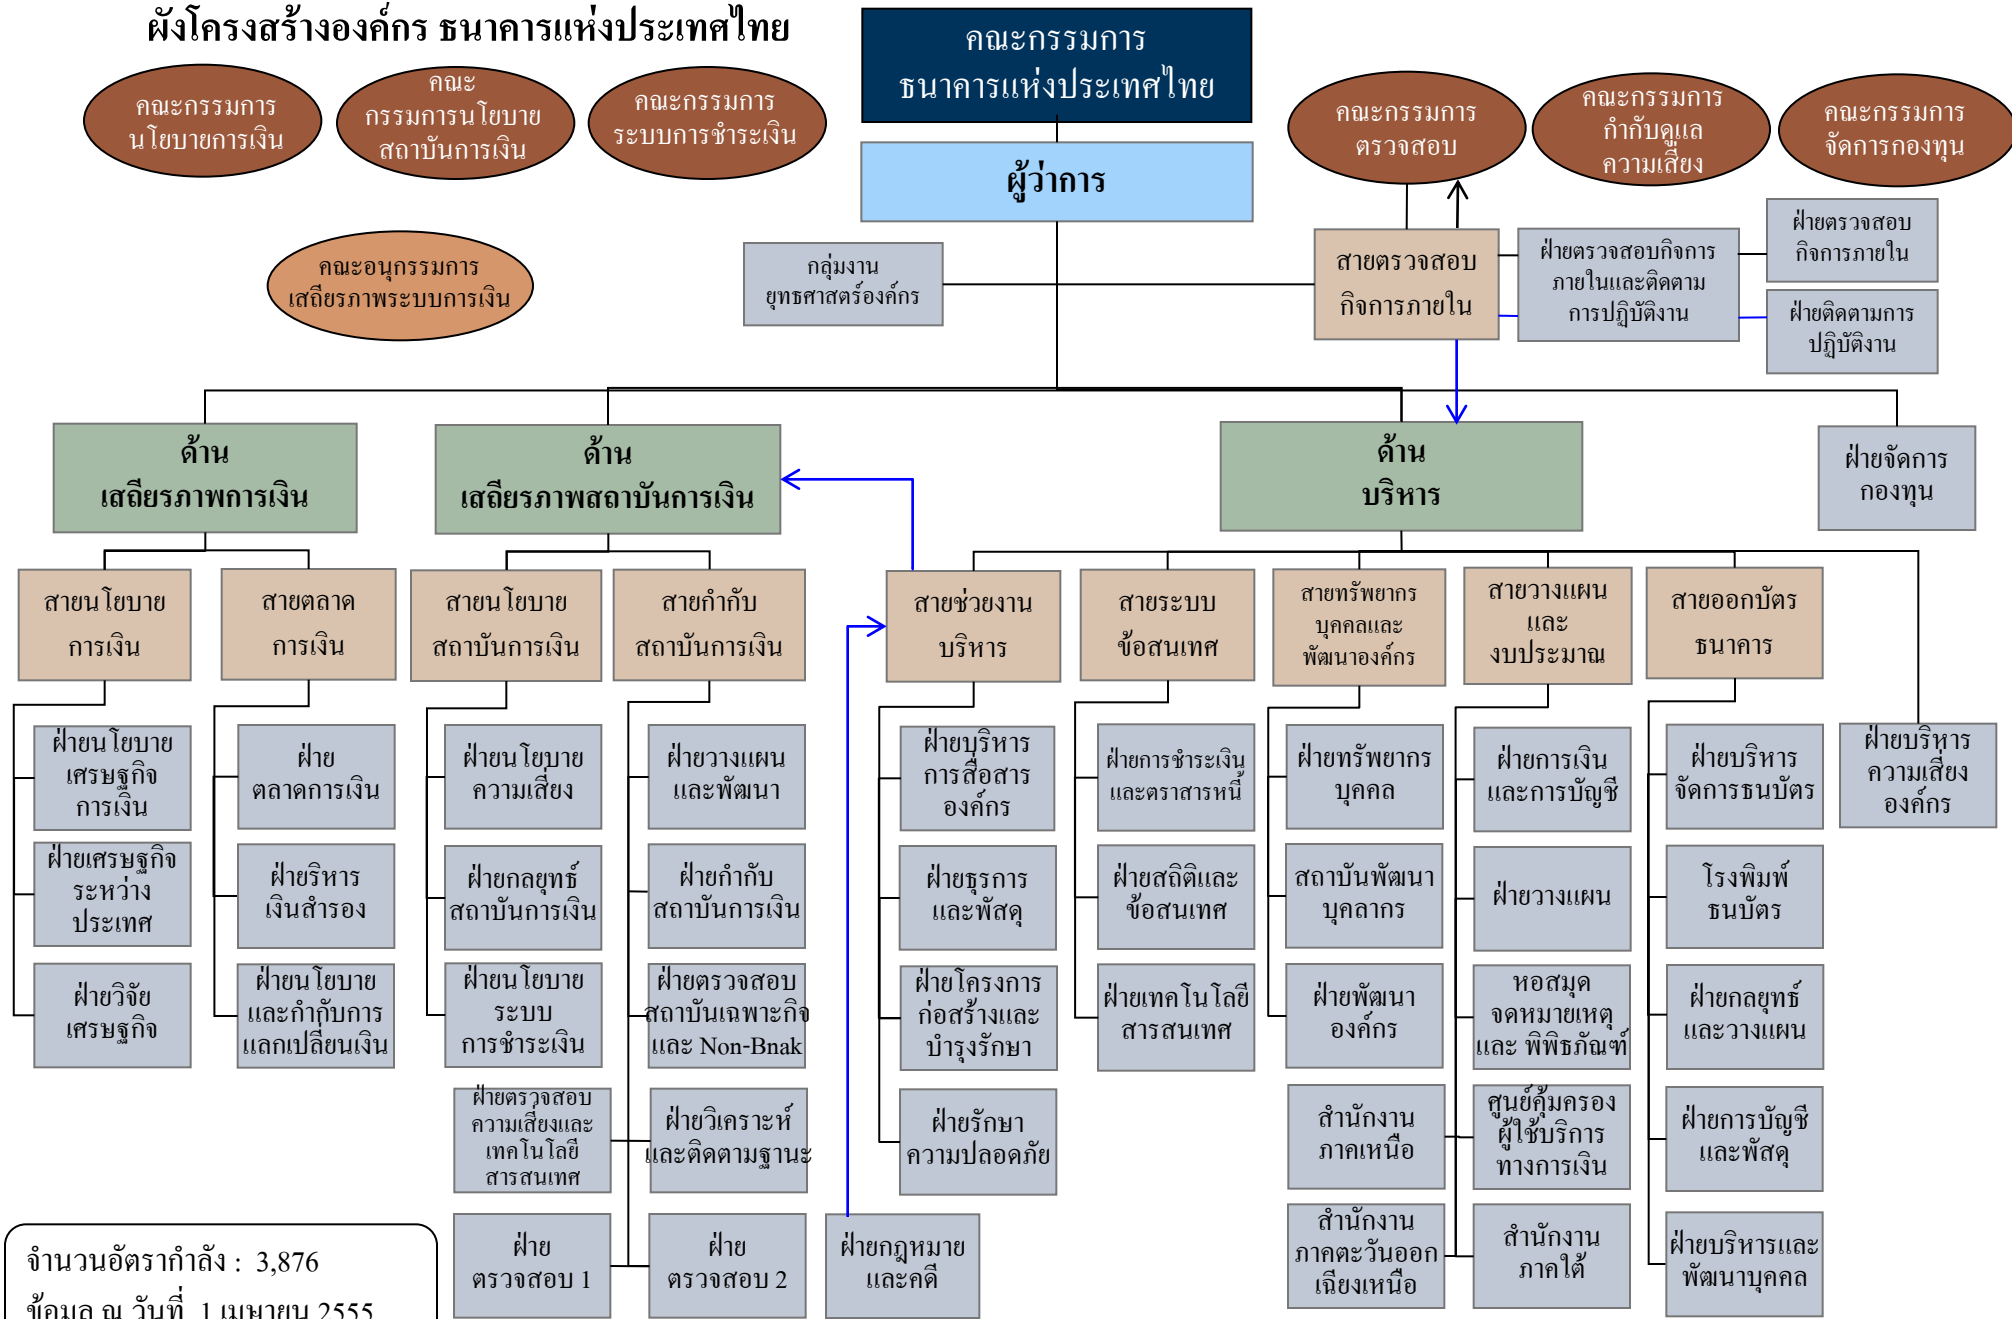 ผังโครงสร้างองค์กร ธนาคารแห่งประเทศไทย
คณะกรรมการ
ธนาคารแห่งประเทศไทย
คณะกรรมการ
นโยบายการเงิน
คณะ
กรรมการนโยบาย
สถาบันการเงิน
คณะกรรมการ
ระบบการชำระเงิน
คณะกรรมการ
ตรวจสอบ
คณะกรรมการ
กำกับดูแล
ความเสี่ยง
คณะกรรมการ
จัดการกองทุน
ผู้ว่าการ
คณะอนุกรรมการ
เสถียรภาพระบบการเงิน
กลุ่มงาน
ยุทธศาสตร์องค์กร
สายตรวจสอบ
กิจการภายใน
ฝ่ายตรวจสอบกิจการ
ภายในและติดตาม
การปฏิบัติงาน
ฝ่ายตรวจสอบ
กิจการภายใน
ฝ่ายติดตามการ
ปฏิบัติงาน
ด้าน
เสถียรภาพการเงิน
ด้าน
เสถียรภาพสถาบันการเงิน
ด้าน
บริหาร
ฝ่ายจัดการ
กองทุน
สายนโยบาย
การเงิน
สายตลาด
การเงิน
สายนโยบาย
สถาบันการเงิน
สายกำกับ
สถาบันการเงิน
สายช่วยงาน
บริหาร
สายระบบ
ข้อสนเทศ
สายทรัพยากร
บุคคลและ
พัฒนาองค์กร
สายวางแผน
และ
งบประมาณ
สายออกบัตร
ธนาคาร
ฝ่ายนโยบาย
เศรษฐกิจ
การเงิน
ฝ่าย
ตลาดการเงิน
ฝ่ายนโยบาย
ความเสี่ยง
ฝ่ายวางแผน
และพัฒนา
ฝ่ายบริหาร
การสื่อสาร
องค์กร
ฝ่ายการชำระเงิน
และตราสารหนี้
ฝ่ายทรัพยากร
บุคคล
ฝ่ายการเงิน
และการบัญชี
ฝ่ายบริหาร
จัดการธนบัตร
ฝ่ายบริหาร
ความเสี่ยง
องค์กร
ฝ่ายเศรษฐกิจ
ระหว่าง
ประเทศ
ฝ่ายริหาร
เงินสำรอง
ฝ่ายกลยุทธ์
สถาบันการเงิน
ฝ่ายกำกับ
สถาบันการเงิน
ฝ่ายธุรการ
และพัสดุ
ฝ่ายสถิติและ
ข้อสนเทศ
สถาบันพัฒนา
บุคลากร
ฝ่ายวางแผน
โรงพิมพ์
ธนบัตร
ฝ่ายวิจัย
เศรษฐกิจ
ฝ่ายนโยบาย
และกำกับการ
แลกเปลี่ยนเงิน
ฝ่ายนโยบาย
ระบบ
การชำระเงิน
ฝ่ายตรวจสอบ
สถาบันเฉพาะกิจ
และ Non-Bnak
ฝ่ายโครงการ
ก่อสร้างและ
บำรุงรักษา
ฝ่ายเทคโนโลยี
สารสนเทศ
ฝ่ายพัฒนา
องค์กร
หอสมุด
จดหมายเหตุ
และ พิพิธภัณฑ์
ฝ่ายกลยุทธ์
และวางแผน
ฝ่ายตรวจสอบ
ความเสี่ยงและ
เทคโนโลยี
สารสนเทศ
ฝ่ายวิเคราะห์
และติดตามฐานะ
ฝ่ายรักษา
ความปลอดภัย
สำนักงาน
ภาคเหนือ
ศูนย์คุ้มครอง
ผู้ใช้บริการ
ทางการเงิน
ฝ่ายการบัญชี
และพัสดุ
ฝ่าย
ตรวจสอบ 1
ฝ่าย
ตรวจสอบ 2
ฝ่ายกฎหมาย
และคดี
สำนักงาน
ภาคตะวันออก
เฉียงเหนือ
สำนักงาน
ภาคใต้
ฝ่ายบริหารและ
พัฒนาบุคคล
จำนวนอัตรากำลัง : 3,876
ข้อมูล ณ วันที่ 1 เมษายน 2555